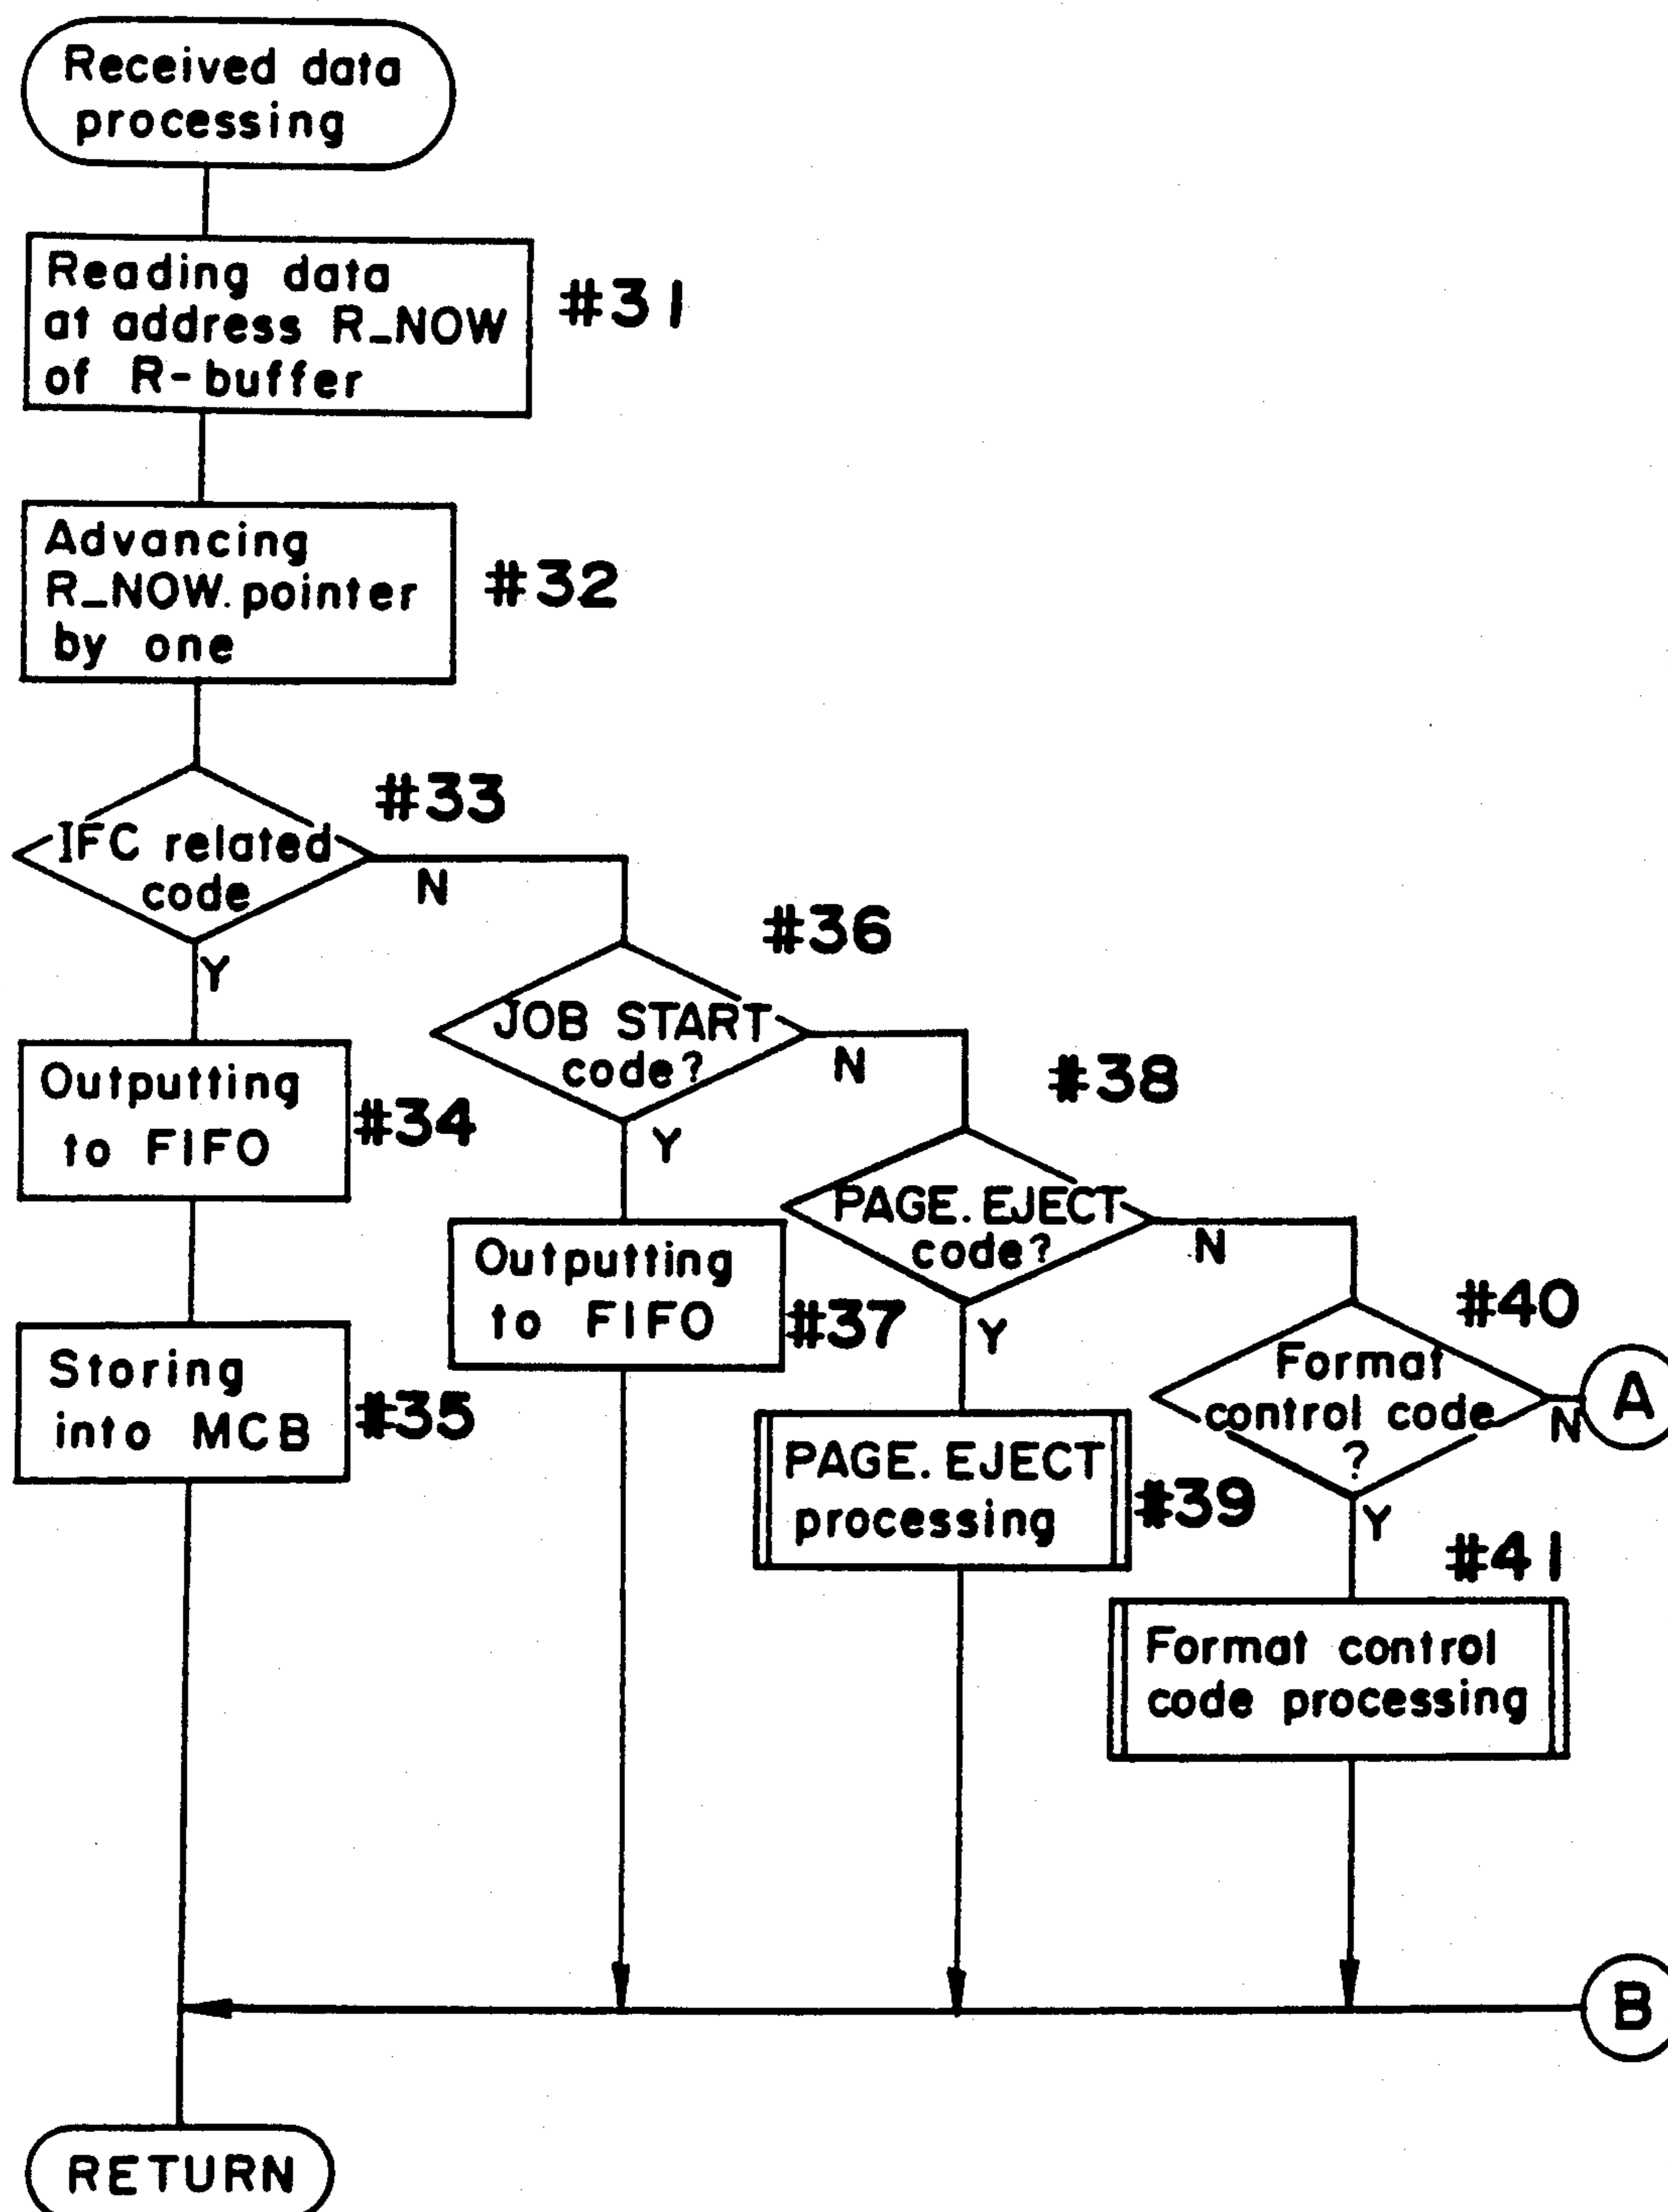 Received data
processing
Reading data
at address R_NOW
of R-buffer
#31
Advancing
R_NOW.pointer
by one
#32
IFC related
code
#33
N
Y
Outputting
to FIFO
#34
Storing
into MCB
#35
#36
JOB START
code?
N
Y
Outputting
to FIFO
#37
#38
PAGE.EJECT
code?
N
Y
PAGE.EJECT
processing
#39
#40
Format
control code
?
N
A
Y
#41
Format control
code processing
B
RETURN